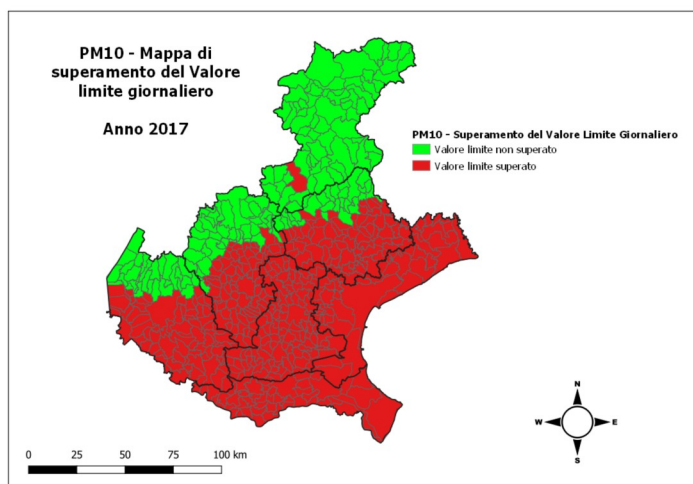 PM10 - Mappa di
superamento del Valore
limite giornaliero
Anno 2017
PM10 - Superamento del Valore Limite Giornaliero
Valore limite non superato
Valore limite superato
N
W
E
S
0 25 50 75 100 km